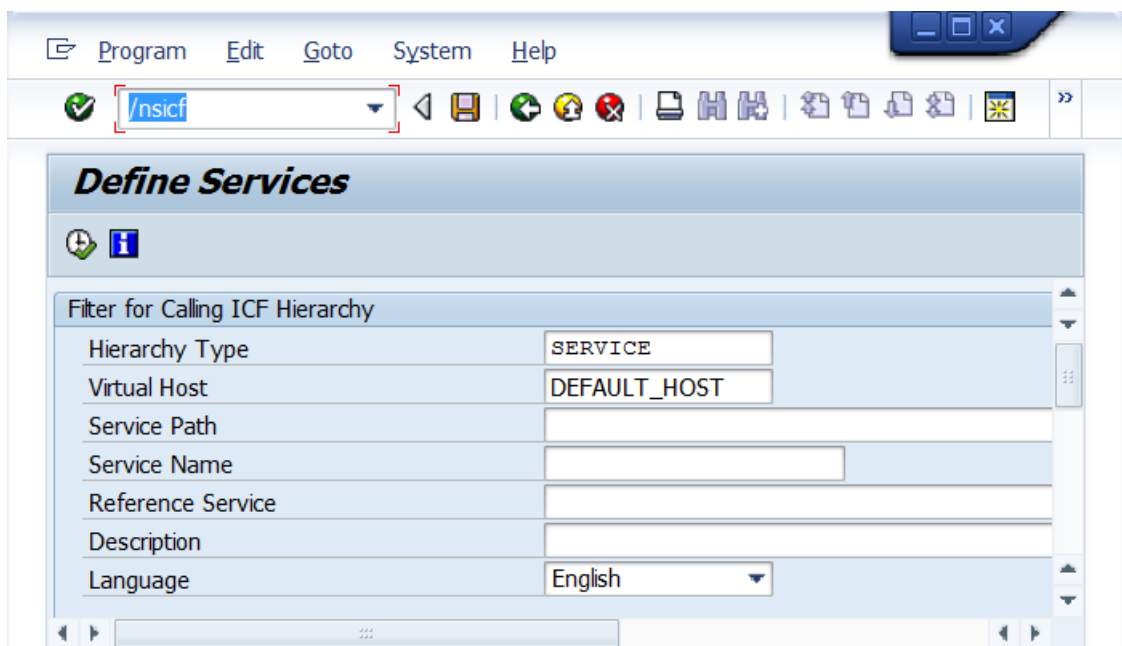 Program Edit Goto System Help
/nsicf
Define Services
Filter for Calling ICF Hierarchy
Hierarchy Type SERVICE
Virtual Host DEFAULT_HOST
Service Path
Service Name
Reference Service
Description
Language English